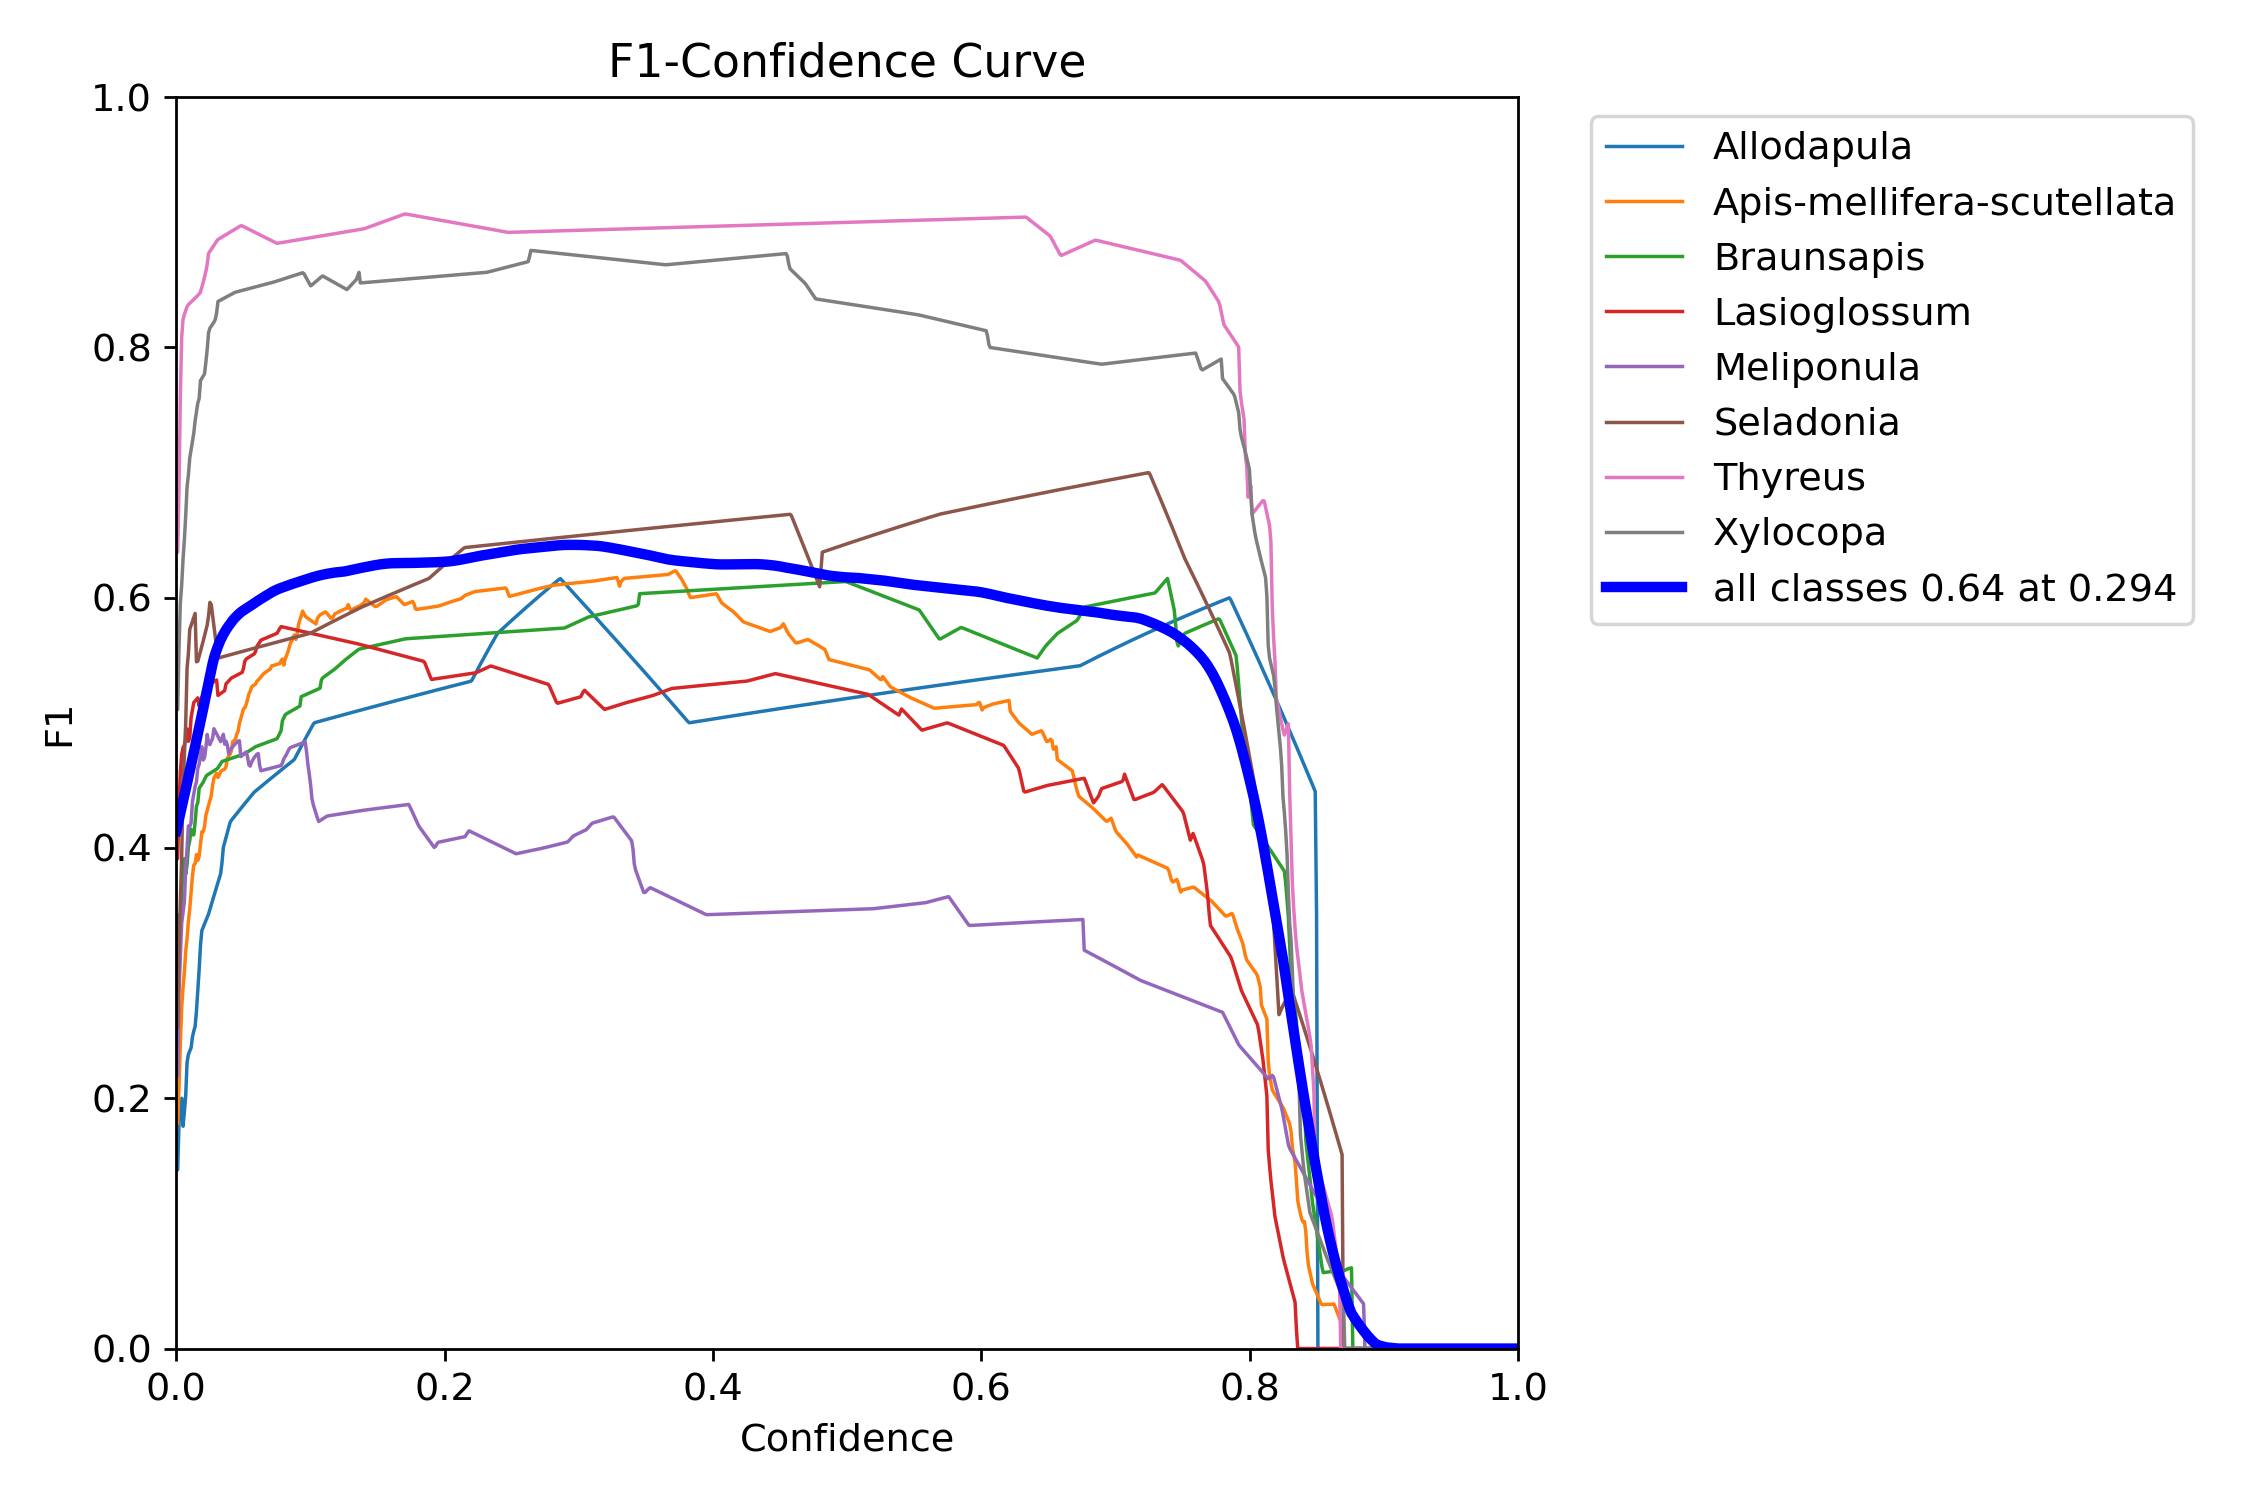 F1-Confidence Curve
1.0
0.8
0.6
0.4
0.2
0.0
F1
0.0 0.2 0.4 0.6 0.8 1.0
Confidence
Allodapula
Apis-mellifera-scutellata
Braunsapis
Lasioglossum
Meliponula
Seladonia
Thyreus
Xylocopa
all classes 0.64 at 0.294